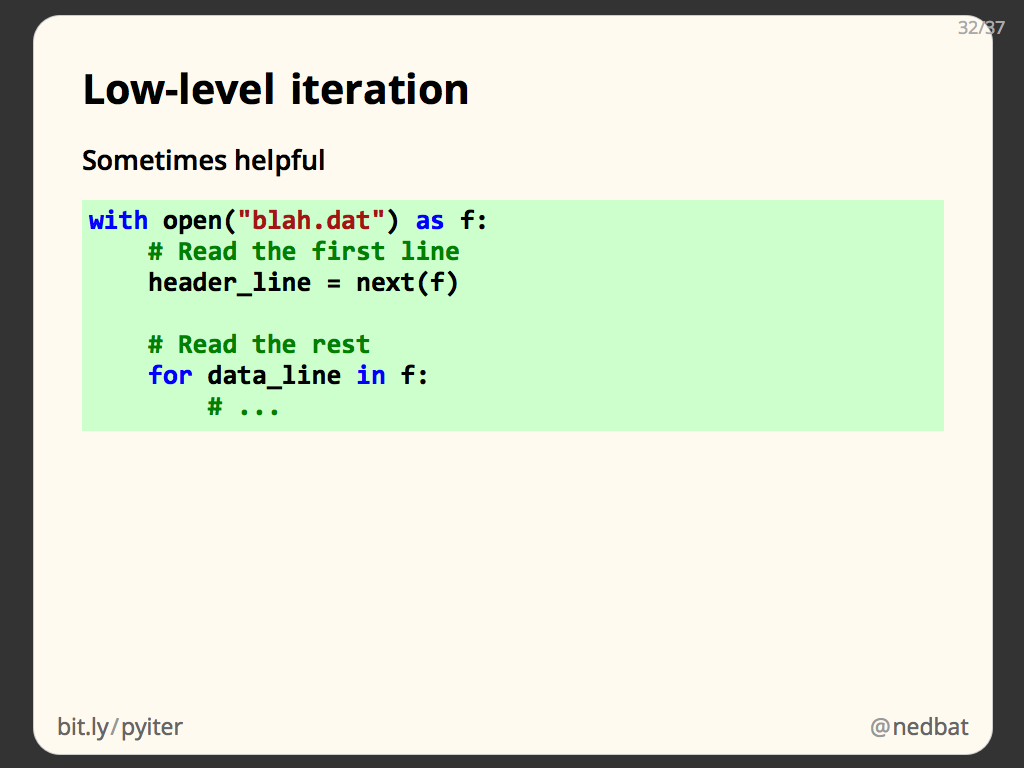 32/37
Low-level iteration
Sometimes helpful
with open("blah.dat") as f:
    # Read the first line
    header_line = next(f)

    # Read the rest
    for data_line in f:
        # ...
bit.ly/pyiter
@nedbat